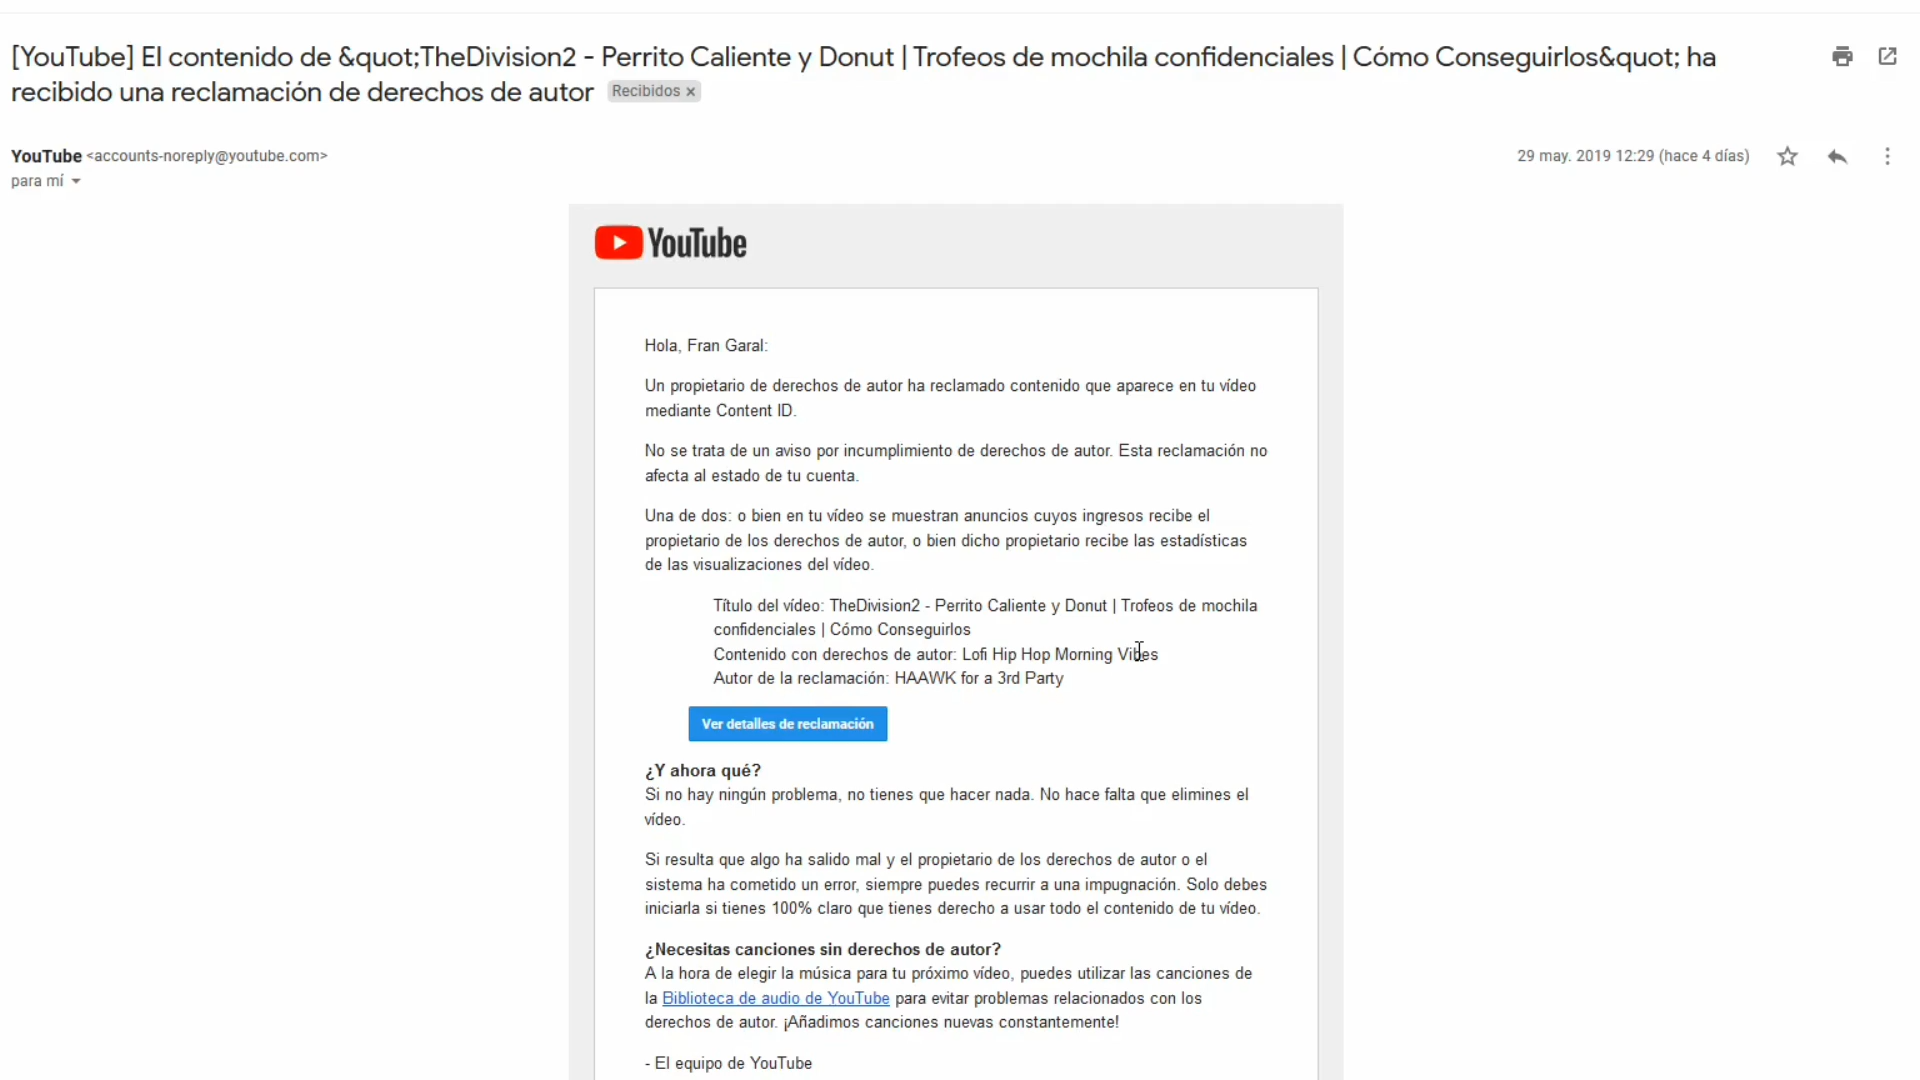 [YouTube] El contenido de &quot;TheDivision2 - Perrito Caliente y Donut | Trofeos de mochila confidenciales | Cómo Conseguirlos&quot; ha
recibido una reclamación de derechos de autor Recibidos x
YouTube <accounts-noreply@youtube.com>
29 may. 2019 12:29 (hace 4 días)
para mí
YouTube
Hola, Fran Garal:
Un propietario de derechos de autor ha reclamado contenido que aparece en tu vídeo
mediante Content ID.
No se trata de un aviso por incumplimiento de derechos de autor. Esta reclamación no
afecta al estado de tu cuenta.
Una de dos: o bien en tu vídeo se muestran anuncios cuyos ingresos recibe el
propietario de los derechos de autor, o bien dicho propietario recibe las estadísticas
de las visualizaciones del vídeo.
Título del vídeo: TheDivision2 - Perrito Caliente y Donut | Trofeos de mochila
confidenciales | Cómo Conseguirlos
Contenido con derechos de autor: Lofi Hip Hop Morning Vibes
Autor de la reclamación: HAAWK for a 3rd Party
Ver detalles de reclamación
¿Y ahora qué?
Si no hay ningún problema, no tienes que hacer nada. No hace falta que elimines el
vídeo.
Si resulta que algo ha salido mal y el propietario de los derechos de autor o el
sistema ha cometido un error, siempre puedes recurrir a una impugnación. Solo debes
iniciarla si tienes 100% claro que tienes derecho a usar todo el contenido de tu vídeo.
¿Necesitas canciones sin derechos de autor?
A la hora de elegir la música para tu próximo vídeo, puedes utilizar las canciones de
la Biblioteca de audio de YouTube para evitar problemas relacionados con los
derechos de autor. ¡Añadimos canciones nuevas constantemente!
- El equipo de YouTube